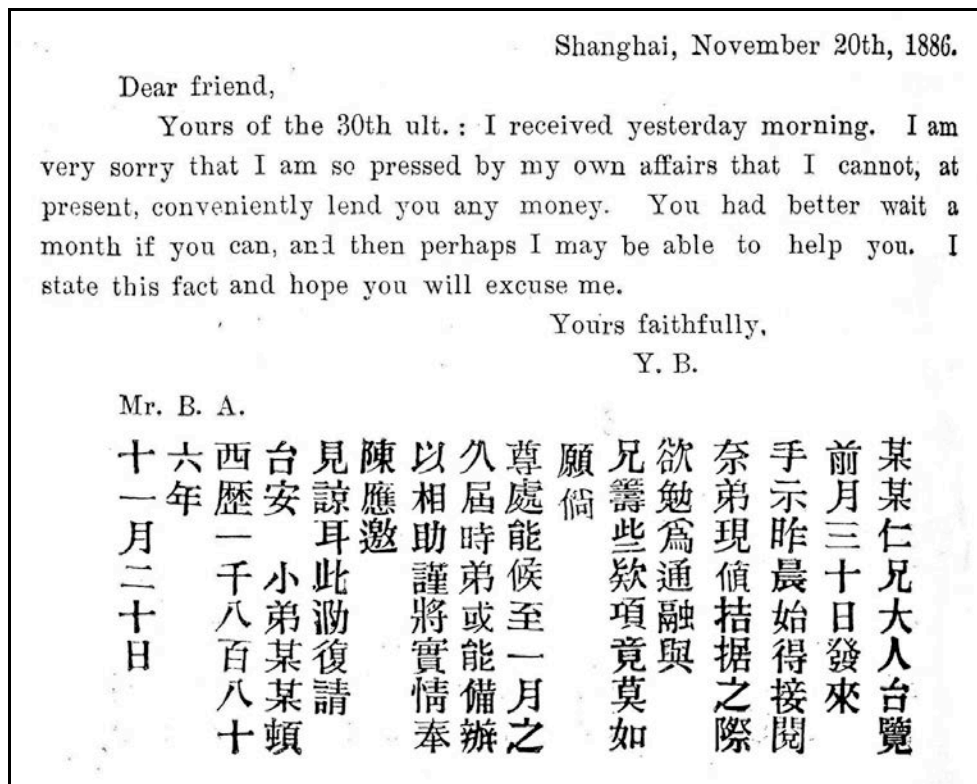 Shanghai, November 20th, 1886.
Dear friend,
Yours of the 30th ult. : I received yesterday morning. I am
very sorry that I am so pressed by my own affairs that I cannot, at
present, conveniently lend you any money. You had better wait a
month if you can, and then perhaps I may be able to help you. I
state this fact and hope you will excuse me.
Yours faithfully,
Y. B.
Mr. B. A.
某某仁兄大人台覽
前月三十日發來
手示昨晨始得接閱
奈弟現値拮据之際
欲勉爲通融與
兄籌些欵項竟莫如
願倘
尊處能候至一月之
久屆時弟或能備辦
以相助謹將實情奉
陳應邀
見諒耳此泐復請
台安 小弟某某頓
西歷一千八百八十
六年
十一月二十日